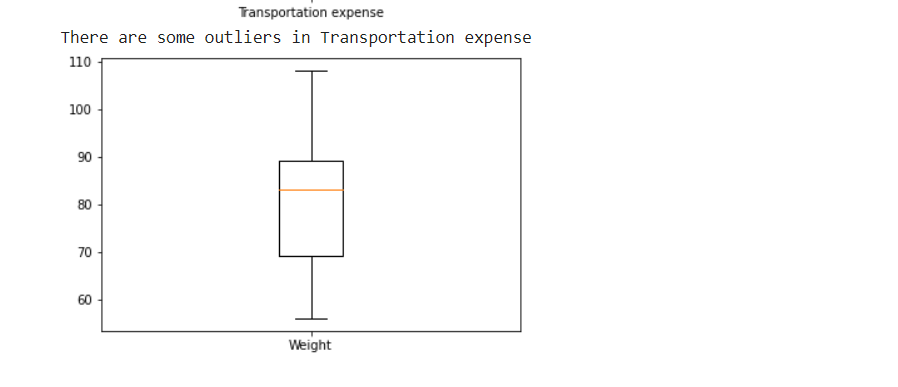 Transportation expense
There are some outliers in Transportation expense
110
100
90
80
70
60
Weight